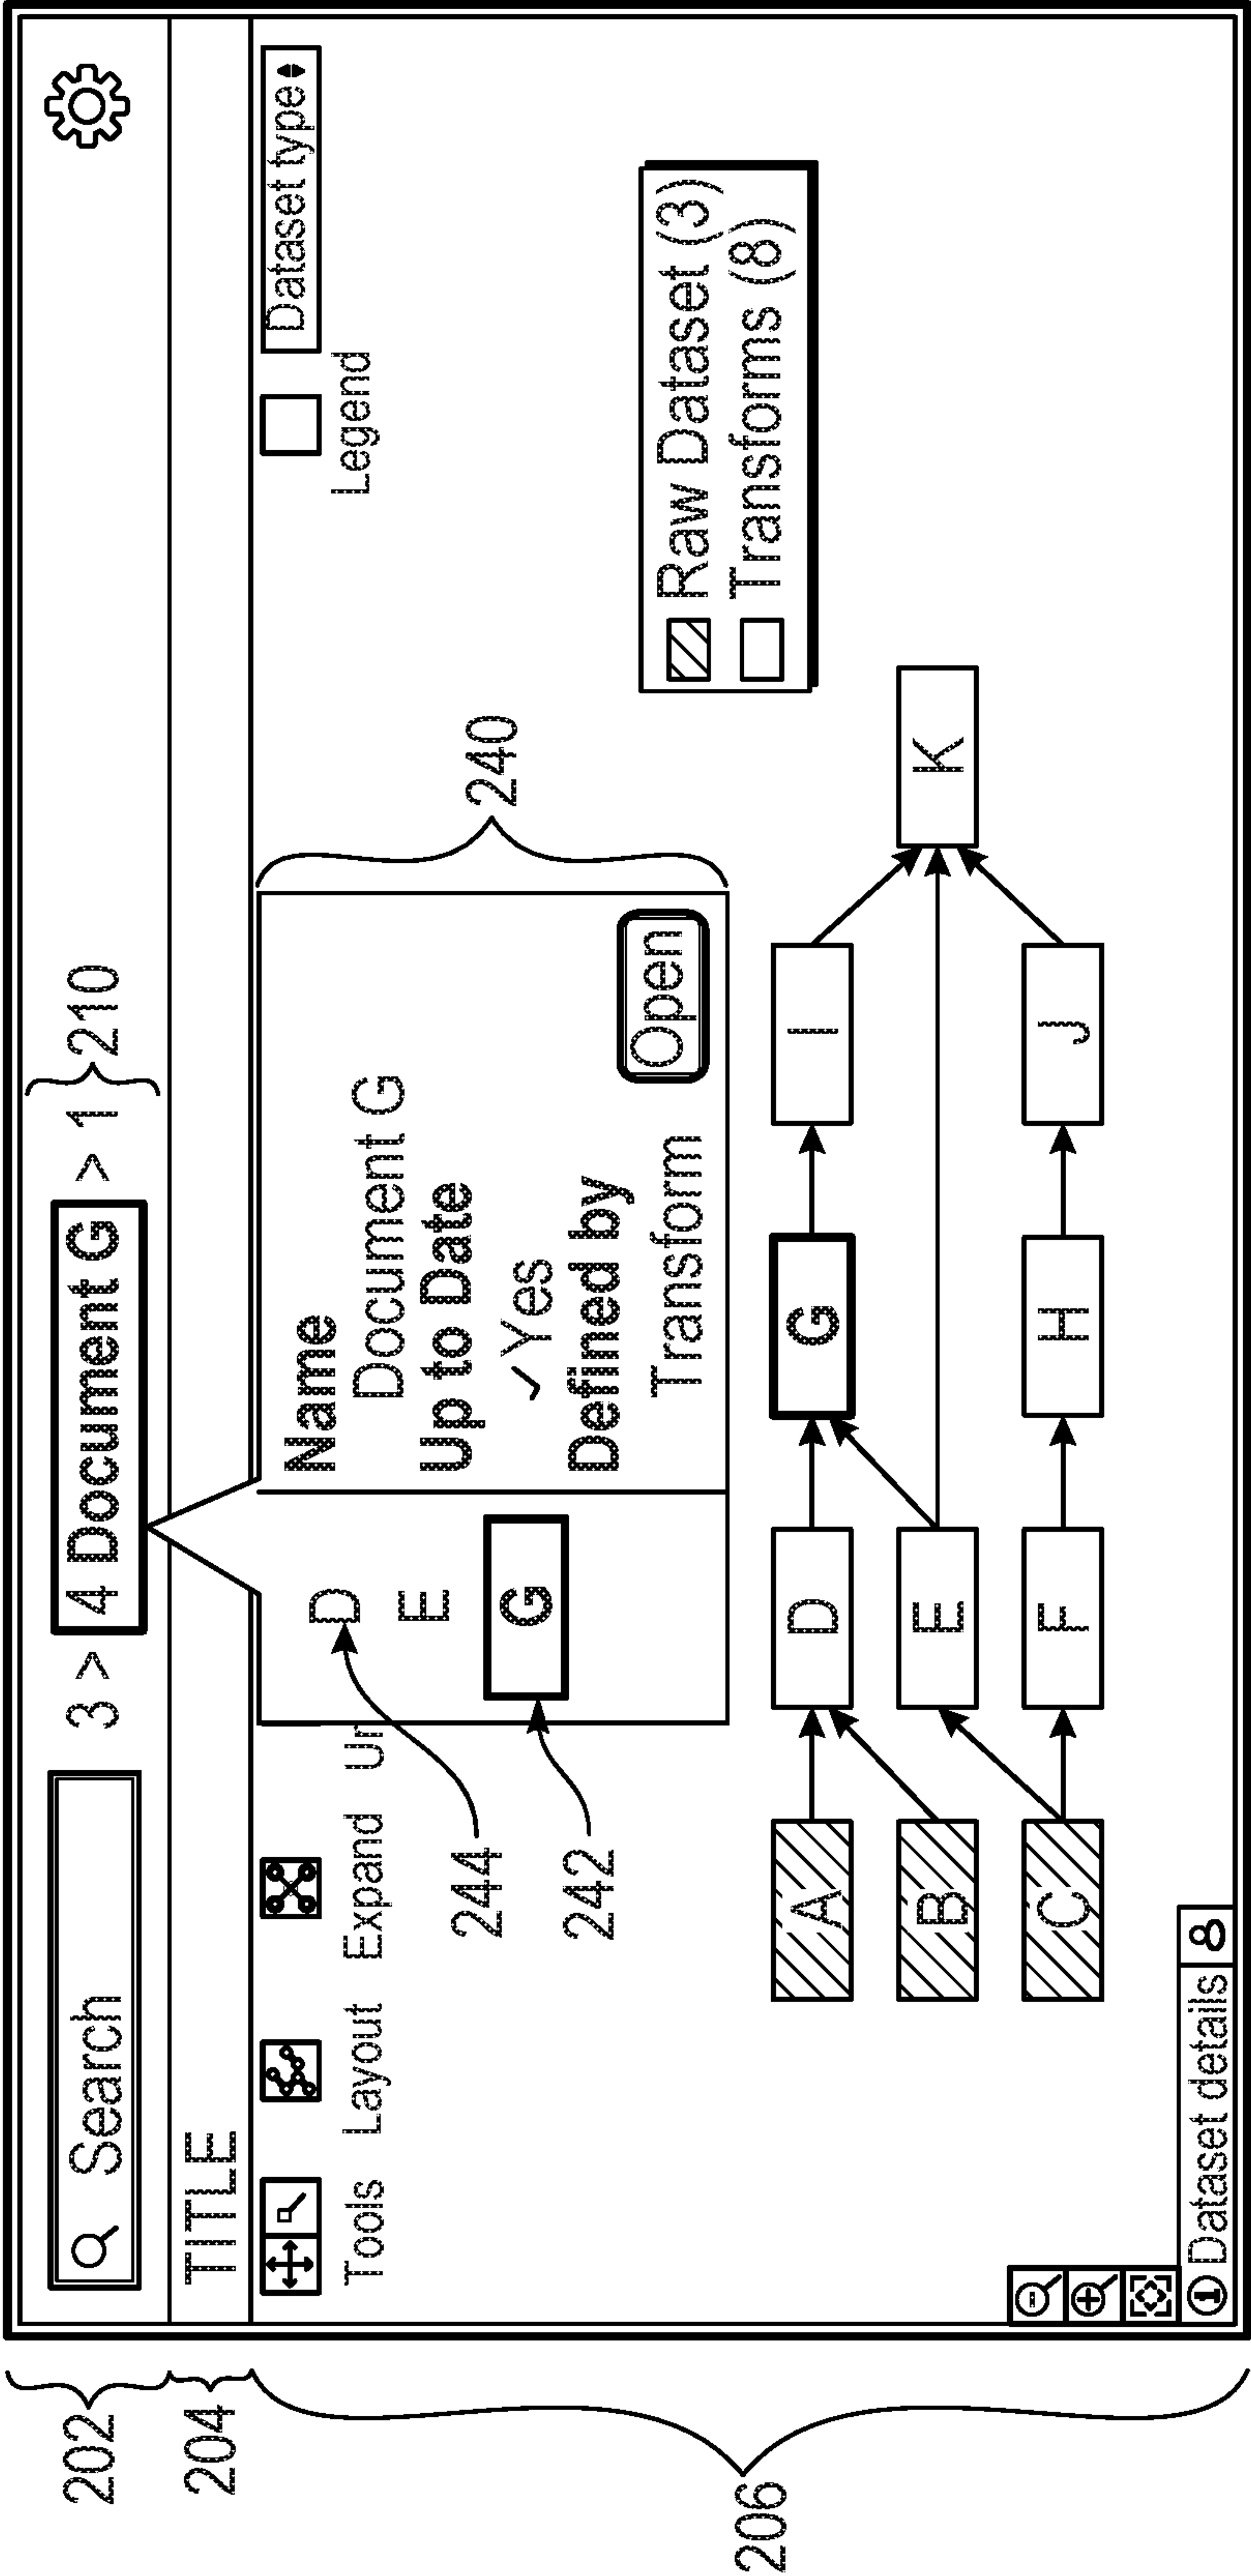 202
204
206
Search
3 > 4 Document G > 1
210
TITLE
Tools
Layout
Expand
Ur
Legend
Dataset type
D
E
G
244
242
Name
Document G
Up to Date
✓Yes
Defined by
Transform
Open
240
Raw Dataset (3)
Transforms (8)
A
D
G
I
B
E
K
C
F
H
J
Dataset details